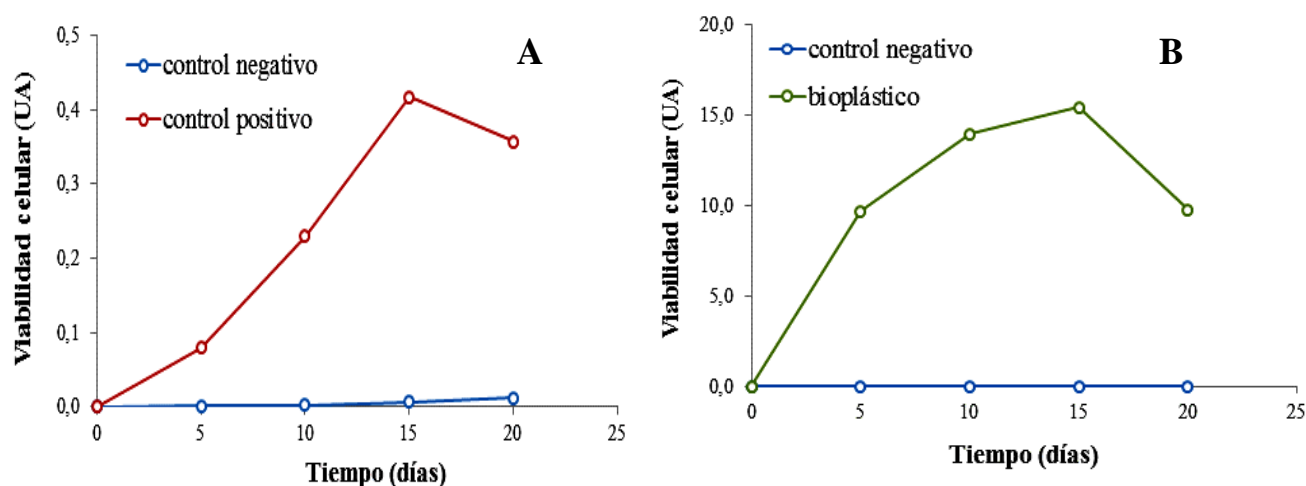 A
control negativo
control positivo
Viabilidad celular (UA)
0,5
0,4
0,3
0,2
0,1
0,0
0 5 10 15 20 25
Tiempo (días)
B
control negativo
bioplástico
Viabilidad celular (UA)
20,0
15,0
10,0
5,0
0,0
0 5 10 15 20 25
Tiempo (días)